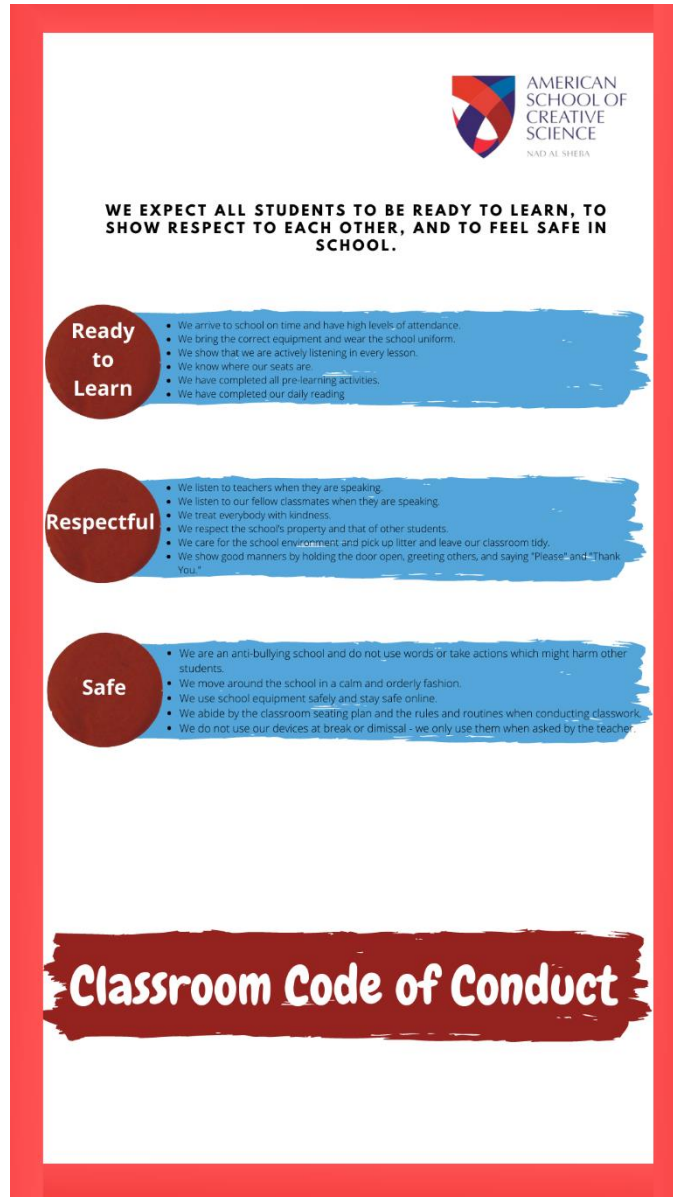 AMERICAN
SCHOOL OF
CREATIVE
SCIENCE
NAD AL SHEBA
WE EXPECT ALL STUDENTS TO BE READY TO LEARN, TO
SHOW RESPECT TO EACH OTHER, AND TO FEEL SAFE IN
SCHOOL.
Ready
to
Learn
• We arrive to school on time and have high levels of attendance.
• We bring the correct equipment and wear the school uniform.
• We show that we are actively listening in every lesson.
• We know where our seats are.
• We have completed all pre-learning activities.
• We have completed our daily reading
Respectful
• We listen to teachers when they are speaking.
• We listen to our fellow classmates when they are speaking.
• We treat everybody with kindness.
• We respect the school's property and that of other students.
• We care for the school environment and pick up litter and leave our classroom tidy.
• We show good manners by holding the door open, greeting others, and saying "Please" and "Thank
You."
Safe
• We are an anti-bullying school and do not use words or take actions which might harm other
students.
• We move around the school in a calm and orderly fashion.
• We use school equipment safely and stay safe online.
• We abide by the classroom seating plan and the rules and routines when conducting classwork.
• We do not use our devices at break or dimissal - we only use them when asked by the teacher.
Classroom Code of Conduct